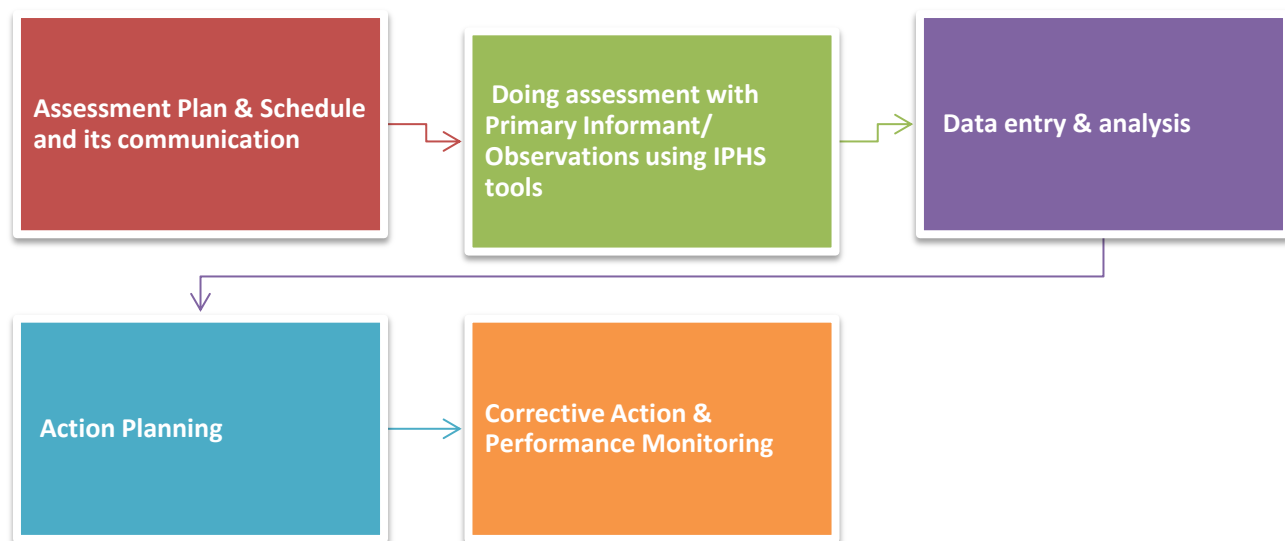 Assessment Plan & Schedule
and its communication
Doing assessment with
Primary Informant/
Observations using IPHS
tools
Data entry & analysis
Action Planning
Corrective Action &
Performance Monitoring